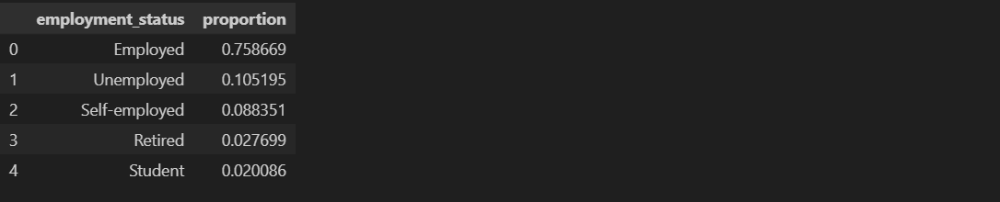 employment_status proportion
0 Employed 0.758669
1 Unemployed 0.105195
2 Self-employed 0.088351
3 Retired 0.027699
4 Student 0.020086